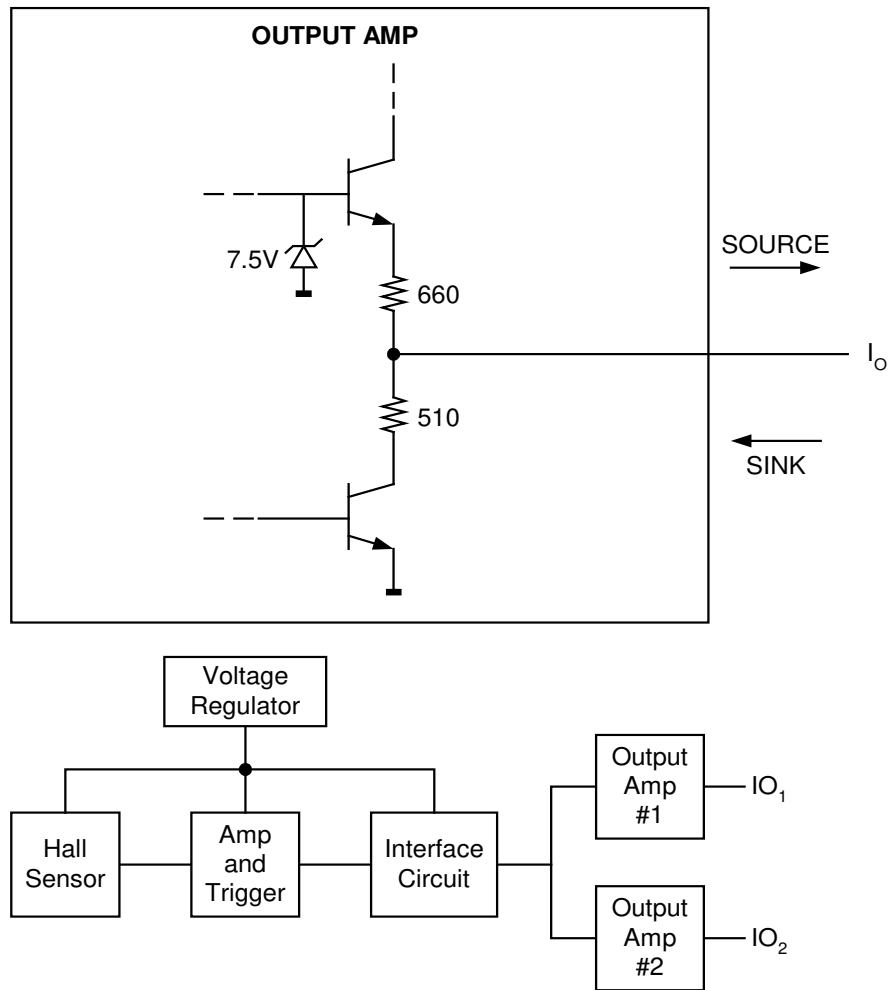 OUTPUT AMP
7.5V
660
SOURCE
I_O
510
SINK
Voltage
Regulator
Hall
Sensor
Amp
and
Trigger
Interface
Circuit
Output
Amp
#1
IO₁
Output
Amp
#2
IO₂